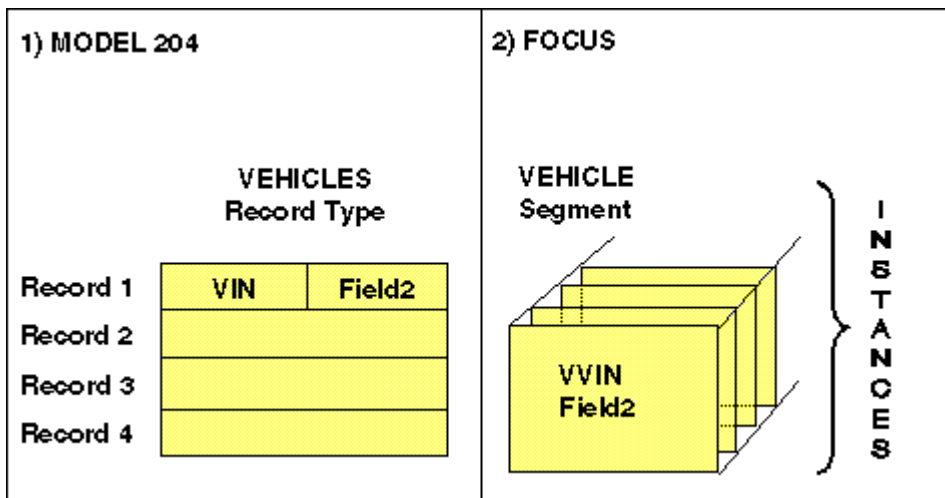 1) MODEL 204
VEHICLES
Record Type
Record 1
VIN
Field2
Record 2
Record 3
Record 4
2) FOCUS
VEHICLE
Segment
VVIN
Field2
INSTANCES